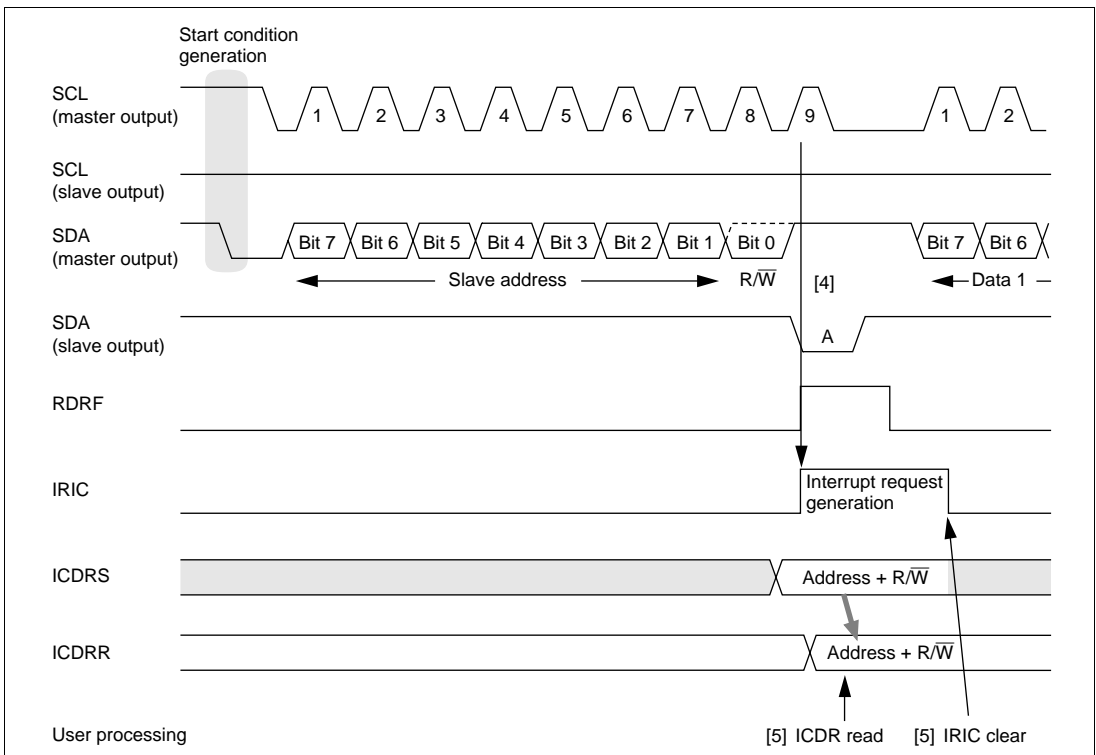 Start condition
generation
SCL
(master output)
1 2 3 4 5 6 7 8 9 1 2
SCL
(slave output)
SDA
(master output)
Bit 7 Bit 6 Bit 5 Bit 4 Bit 3 Bit 2 Bit 1 Bit 0 Bit 7 Bit 6
Slave address R/W̅ [4] Data 1
SDA
(slave output)
A
RDRF
IRIC
Interrupt request
generation
ICDRS
Address + R/W̅
ICDRR
Address + R/W̅
User processing
[5] ICDR read
[5] IRIC clear